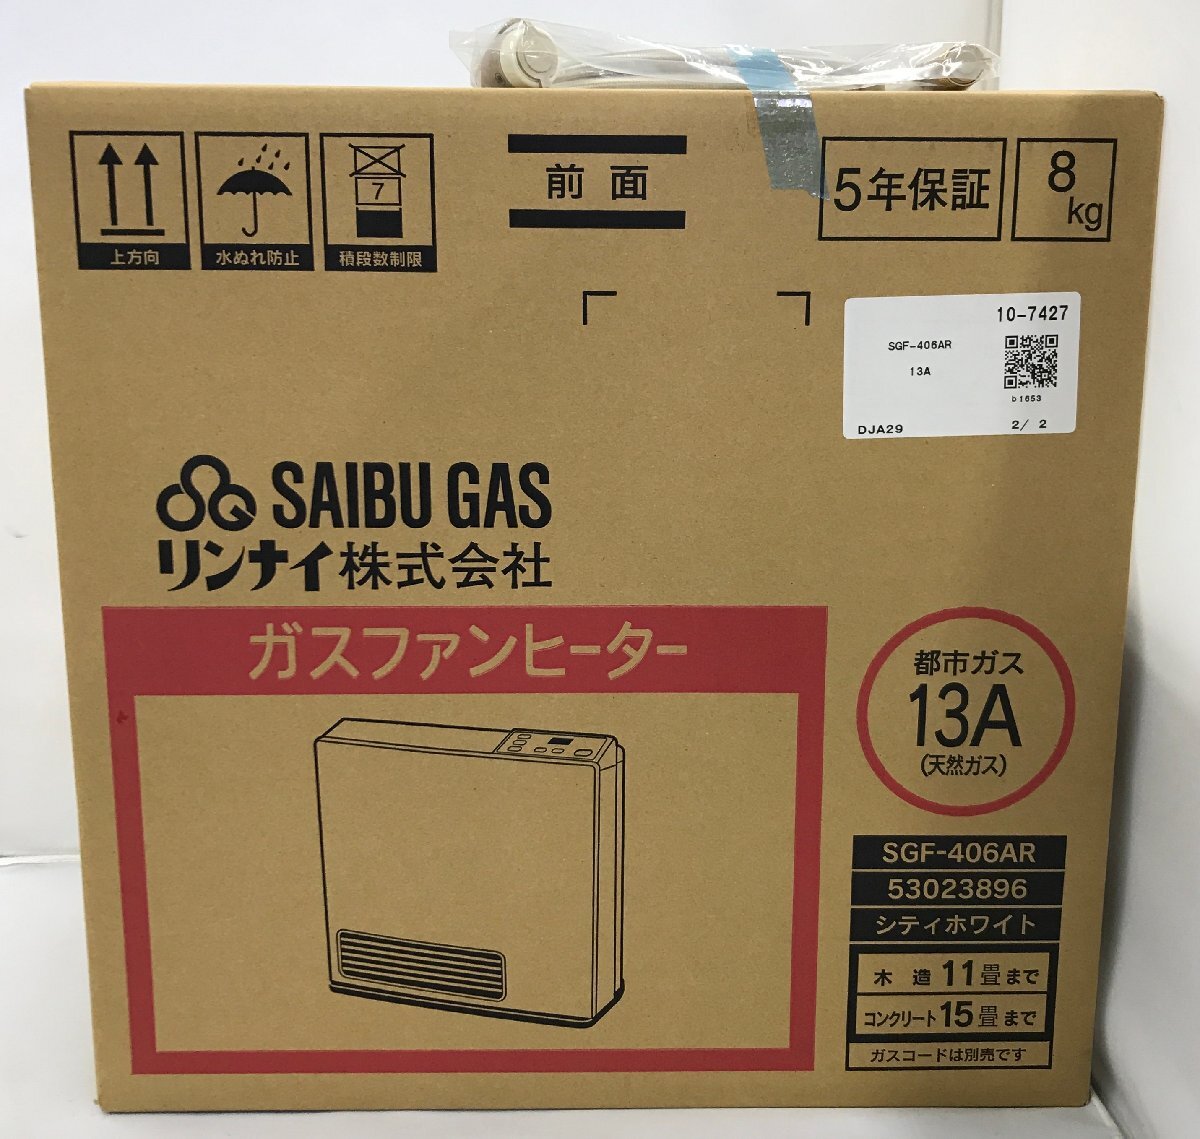 上方向
水ぬれ防止
7
積段数制限
前面
5年保証
8
kg
10-7427
SGF-406AR
13A
b1653
DJA29
2/ 2
SAIBU GAS
リンナイ株式会社
ガスファンヒーター
都市ガス
13A
(天然ガス)
SGF-406AR
53023896
シティホワイト
木 造 11畳まで
コンクリート15畳まで
ガスコードは別売です